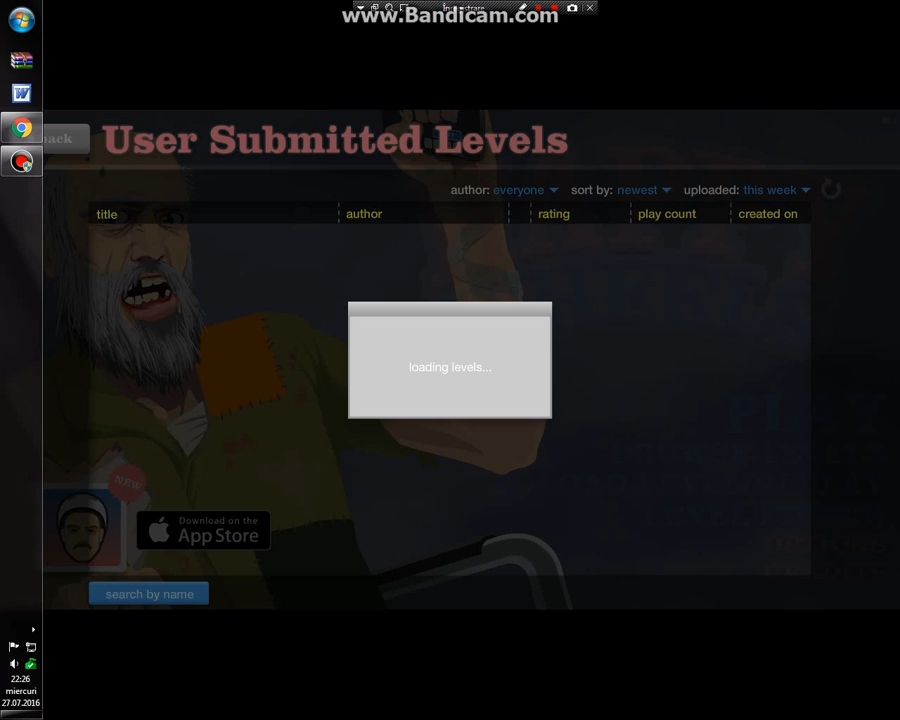 www.Bandicam.com
back
User Submitted Levels
author: everyone sort by: newest uploaded: this week
title author rating play count created on
loading levels...
PLAY
NEW
Download on the
App Store
search by name
22:26
miercuri
27.07.2016